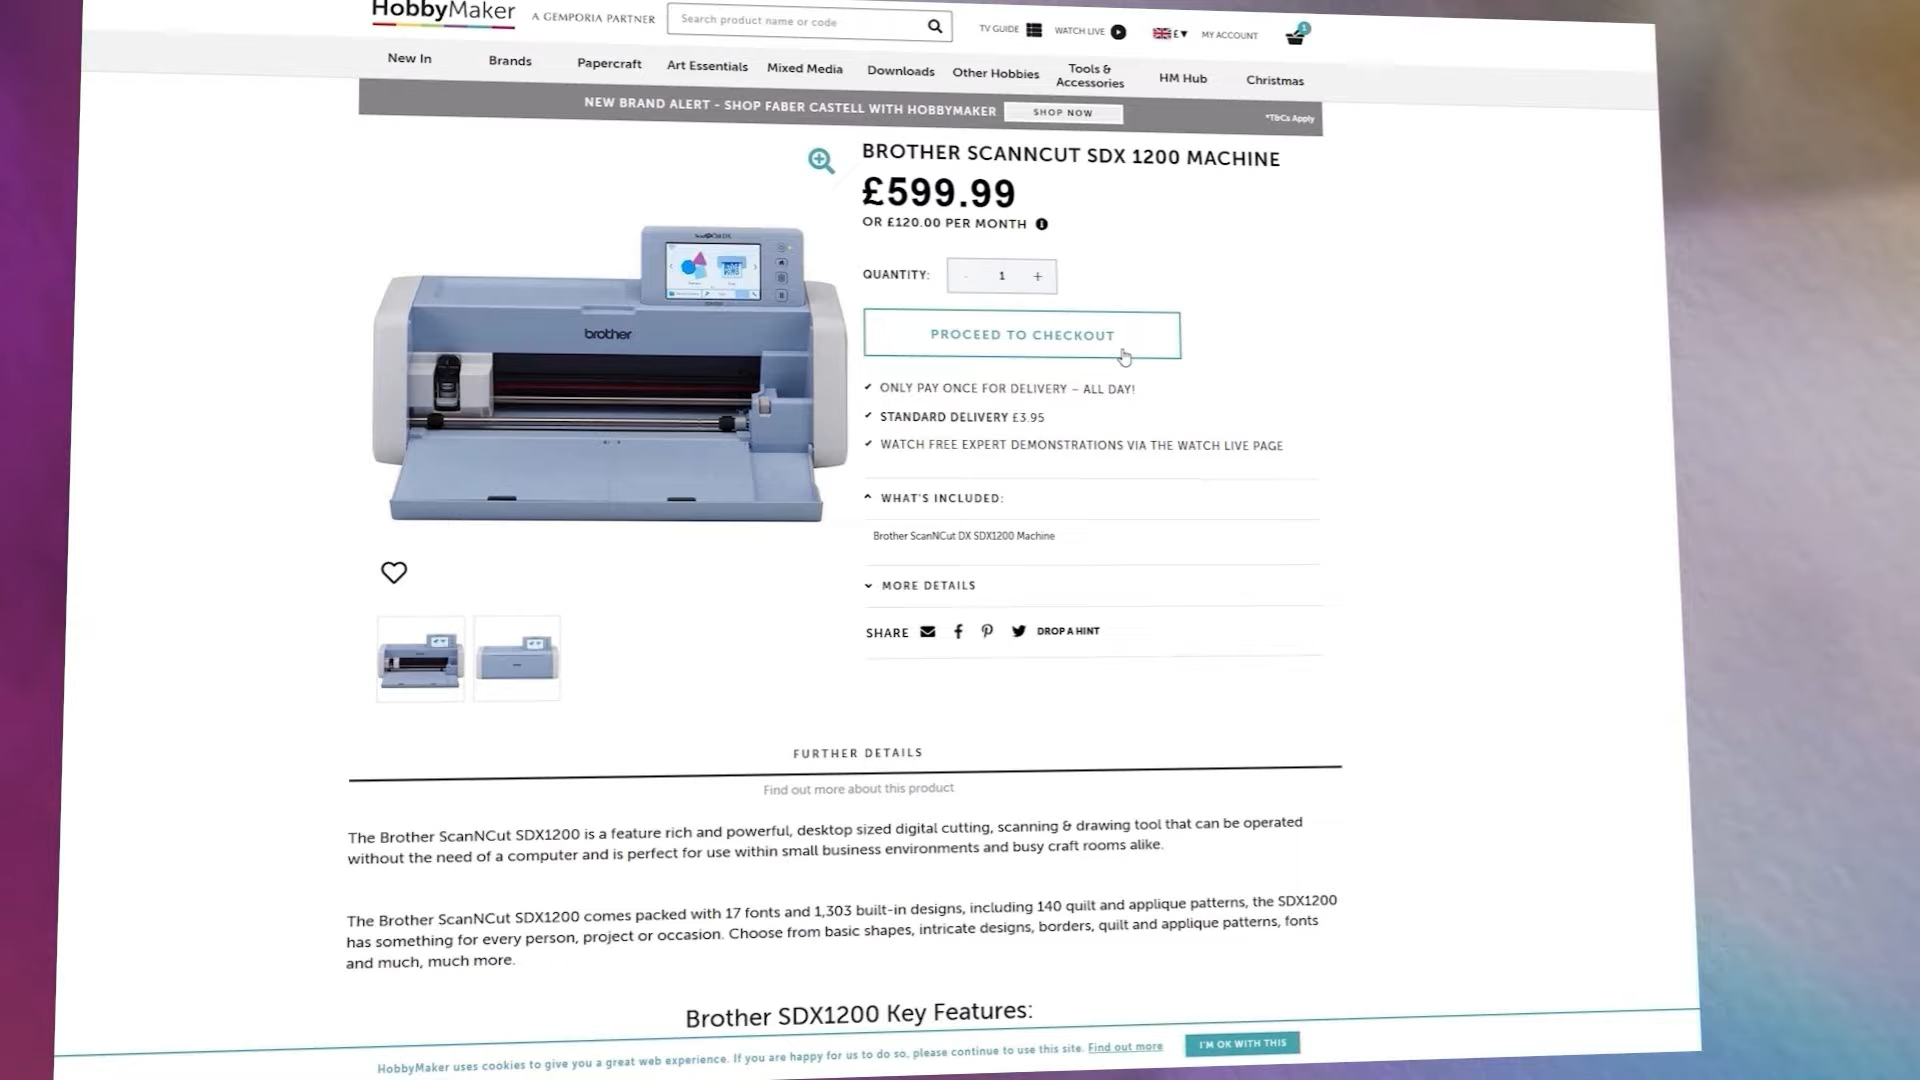 HobbyMaker
A GEMPORIA PARTNER
Search product name or code
TV GUIDE
WATCH LIVE
£
MY ACCOUNT
1
New In
Brands
Papercraft
Art Essentials
Mixed Media
Downloads
Other Hobbies
Tools &
Accessories
HM Hub
Christmas
NEW BRAND ALERT - SHOP FABER CASTELL WITH HOBBYMAKER
SHOP NOW
*T&Cs Apply
BROTHER SCANNCUT SDX 1200 MACHINE
£599.99
OR £120.00 PER MONTH
QUANTITY:
- 1 +
brother
PROCEED TO CHECKOUT
✔ ONLY PAY ONCE FOR DELIVERY – ALL DAY!
✔ STANDARD DELIVERY £3.95
✔ WATCH FREE EXPERT DEMONSTRATIONS VIA THE WATCH LIVE PAGE
WHAT'S INCLUDED:
Brother ScanNCut DX SDX1200 Machine
MORE DETAILS
SHARE
DROP A HINT
FURTHER DETAILS
Find out more about this product
The Brother ScanNCut SDX1200 is a feature rich and powerful, desktop sized digital cutting, scanning & drawing tool that can be operated
without the need of a computer and is perfect for use within small business environments and busy craft rooms alike.
The Brother ScanNCut SDX1200 comes packed with 17 fonts and 1,303 built-in designs, including 140 quilt and applique patterns, the SDX1200
has something for every person, project or occasion. Choose from basic shapes, intricate designs, borders, quilt and applique patterns, fonts
and much, much more.
Brother SDX1200 Key Features:
HobbyMaker uses cookies to give you a great web experience. If you are happy for us to do so, please continue to use this site. Find out more
I'M OK WITH THIS